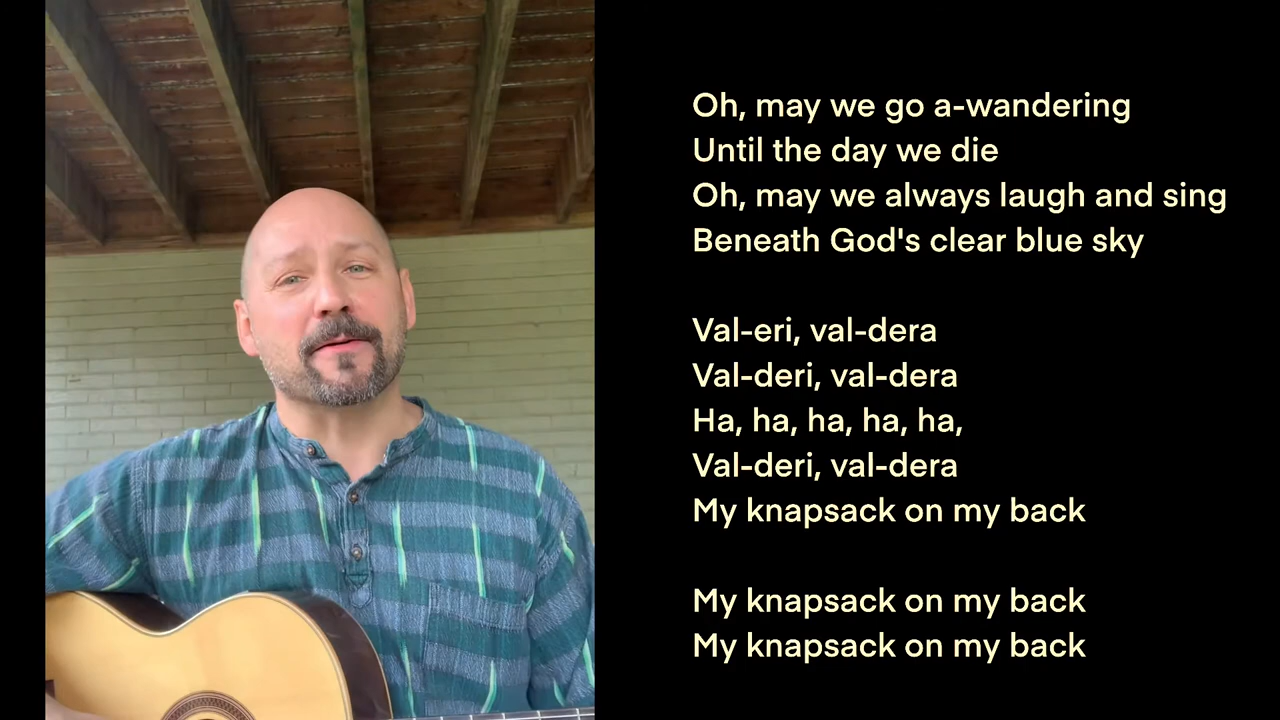 Oh, may we go a-wandering
Until the day we die
Oh, may we always laugh and sing
Beneath God's clear blue sky
Val-eri, val-dera
Val-deri, val-dera
Ha, ha, ha, ha, ha,
Val-deri, val-dera
My knapsack on my back
My knapsack on my back
My knapsack on my back